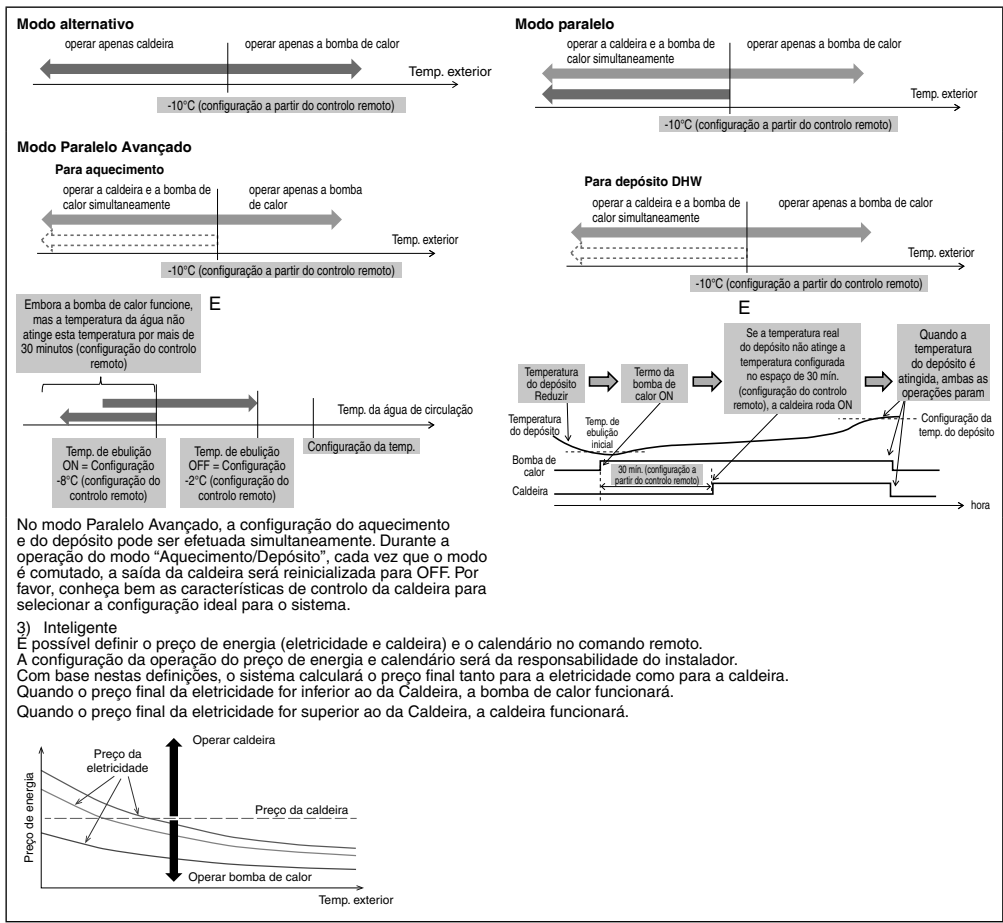 Modo alternativo
operar apenas caldeira
operar apenas a bomba de calor
Temp. exterior
-10°C (configuração a partir do controlo remoto)
Modo paralelo
operar a caldeira e a bomba de
calor simultaneamente
operar apenas a bomba de calor
Temp. exterior
-10°C (configuração a partir do controlo remoto)
Modo Paralelo Avançado
Para aquecimento
operar a caldeira e a bomba de
calor simultaneamente
operar apenas a bomba
de calor
Temp. exterior
-10°C (configuração a partir do controlo remoto)
Para depósito DHW
operar a caldeira e a bomba de
calor simultaneamente
operar apenas a bomba de calor
Temp. exterior
-10°C (configuração a partir do controlo remoto)
Embora a bomba de calor funcione,
mas a temperatura da água não
atinge esta temperatura por mais de
30 minutos (configuração do controlo
remoto)
E
Temp. da água de circulação
Temp. de ebulição
ON = Configuração
-8°C (configuração do
controlo remoto)
Temp. de ebulição
OFF = Configuração
-2°C (configuração do
controlo remoto)
Configuração da temp.
E
Temperatura
do depósito
Reduzir
Termo da
bomba de
calor ON
Se a temperatura real
do depósito não atinge a
temperatura configurada
no espaço de 30 mín.
(configuração do controlo
remoto), a caldeira roda ON
Quando a
temperatura
do depósito é
atingida, ambas as
operações param
Temperatura
do depósito
Temp. de
ebulição
inicial
Configuração da
temp. do depósito
Bomba de
calor
30 mín. (configuração a
partir do controlo remoto)
Caldeira
hora
No modo Paralelo Avançado, a configuração do aquecimento
e do depósito pode ser efetuada simultaneamente. Durante a
operação do modo “Aquecimento/Depósito”, cada vez que o modo
é comutado, a saída da caldeira será reinicializada para OFF. Por
favor, conheça bem as características de controlo da caldeira para
selecionar a configuração ideal para o sistema.
3) Inteligente
É possível definir o preço de energia (eletricidade e caldeira) e o calendário no comando remoto.
A configuração da operação do preço de energia e calendário será da responsabilidade do instalador.
Com base nestas definições, o sistema calculará o preço final tanto para a eletricidade como para a caldeira.
Quando o preço final da eletricidade for inferior ao da Caldeira, a bomba de calor funcionará.
Quando o preço final da eletricidade for superior ao da Caldeira, a caldeira funcionará.
Operar caldeira
Preço da
eletricidade
Preço de energia
Preço da caldeira
Operar bomba de calor
Temp. exterior